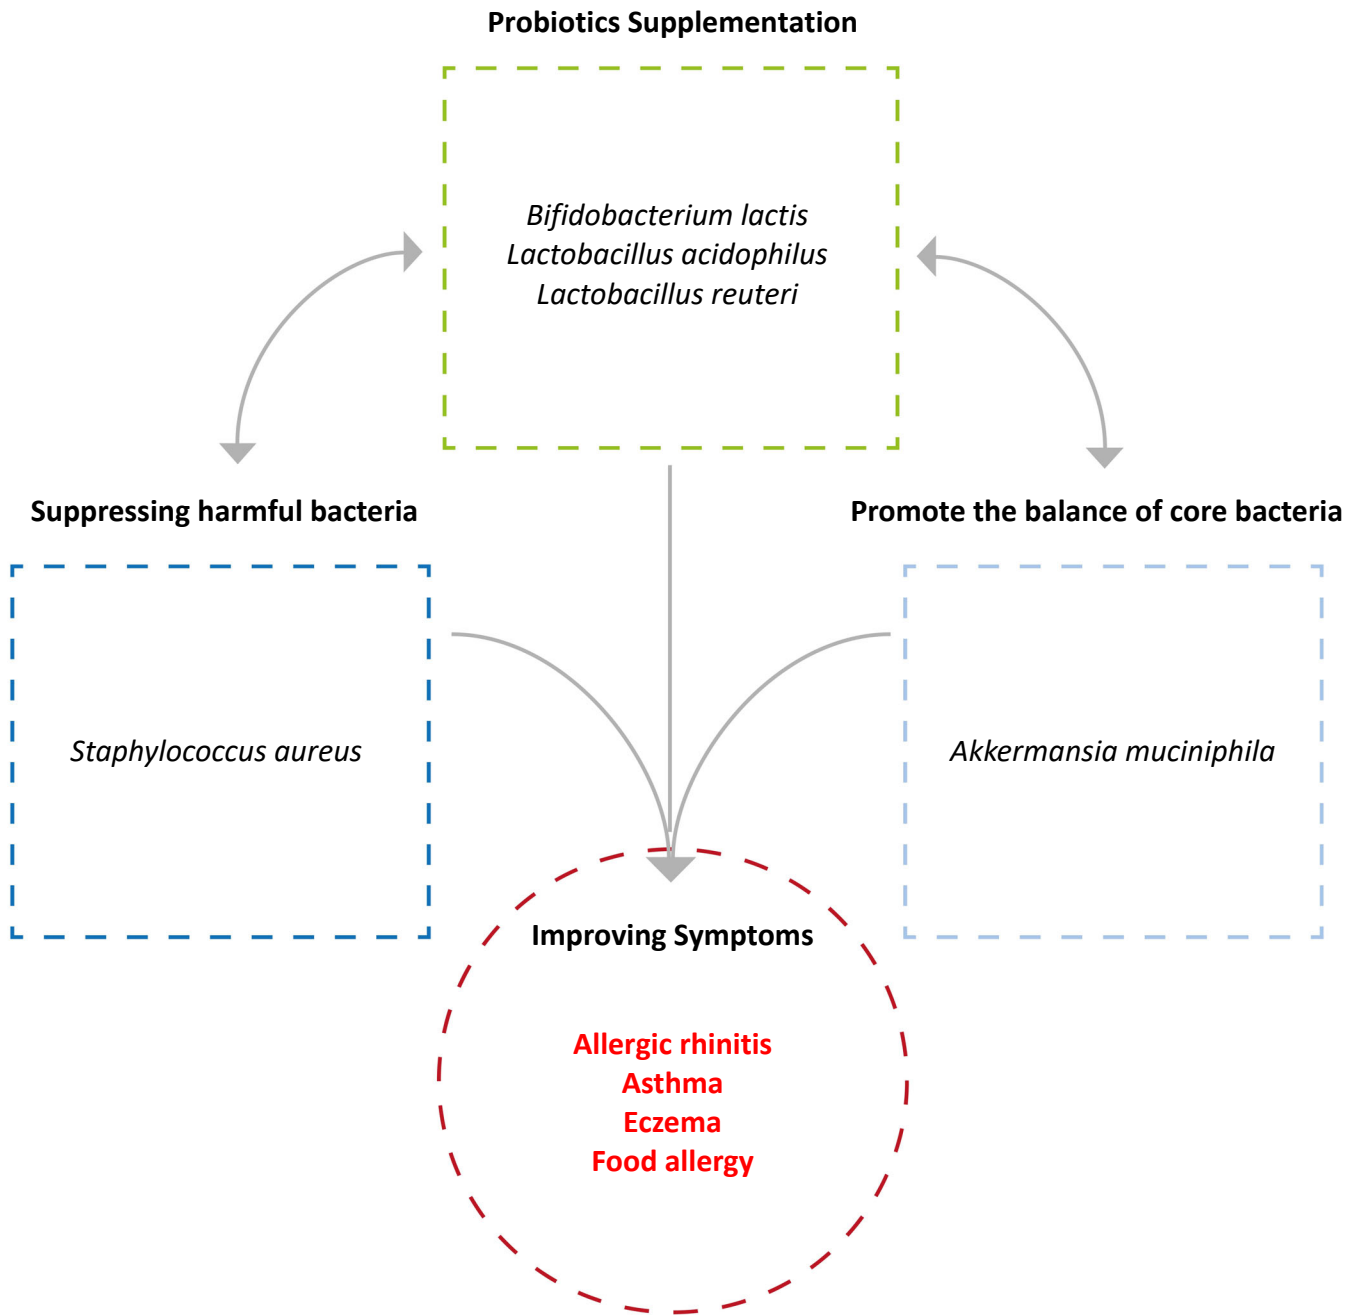 Probiotics Supplementation
Bifidobacterium lactis
Lactobacillus acidophilus
Lactobacillus reuteri
Suppressing harmful bacteria
Promote the balance of core bacteria
Staphylococcus aureus
Akkermansia muciniphila
Improving Symptoms
Allergic rhinitis
Asthma
Eczema
Food allergy